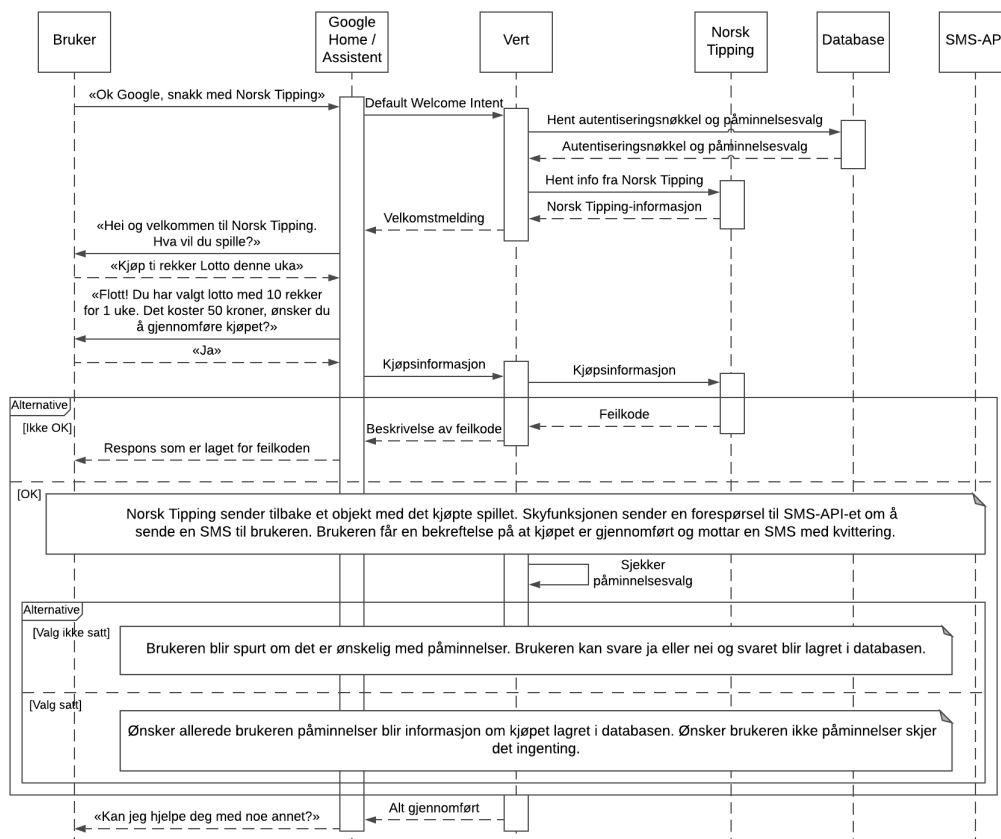 Bruker
Google
Home /
Assistent
Vert
Norsk
Tipping
Database
SMS-AP
«Ok Google, snakk med Norsk Tipping»
Default Welcome Intent
Hent autentiseringsnøkkel og påminnelsesvalg
Autentiseringsnøkkel og påminnelsesvalg
Hent info fra Norsk Tipping
Norsk Tipping-informasjon
Velkomstmelding
«Hei og velkommen til Norsk Tipping.
Hva vil du spille?»
«Kjøp ti rekker Lotto denne uka»
«Flott! Du har valgt lotto med 10 rekker
for 1 uke. Det koster 50 kroner, ønsker du
å gjennomføre kjøpet?»
«Ja»
Kjøpsinformasjon
Kjøpsinformasjon
Alternative
[Ikke OK]
Feilkode
Beskrivelse av feilkode
Respons som er laget for feilkoden
[OK]
Norsk Tipping sender tilbake et objekt med det kjøpte spillet. Skyfunksjonen sender en forespørsel til SMS-API-et om å
sende en SMS til brukeren. Brukeren får en bekreftelse på at kjøpet er gjennomført og mottar en SMS med kvittering.
Sjekker
påminnelsesvalg
Alternative
[Valg ikke satt]
Brukeren blir spurt om det er ønskelig med påminnelser. Brukeren kan svare ja eller nei og svaret blir lagret i databasen.
[Valg satt]
Ønsker allerede brukeren påminnelser blir informasjon om kjøpet lagret i databasen. Ønsker brukeren ikke påminnelser skjer
det ingenting.
Alt gjennomført
«Kan jeg hjelpe deg med noe annet?»